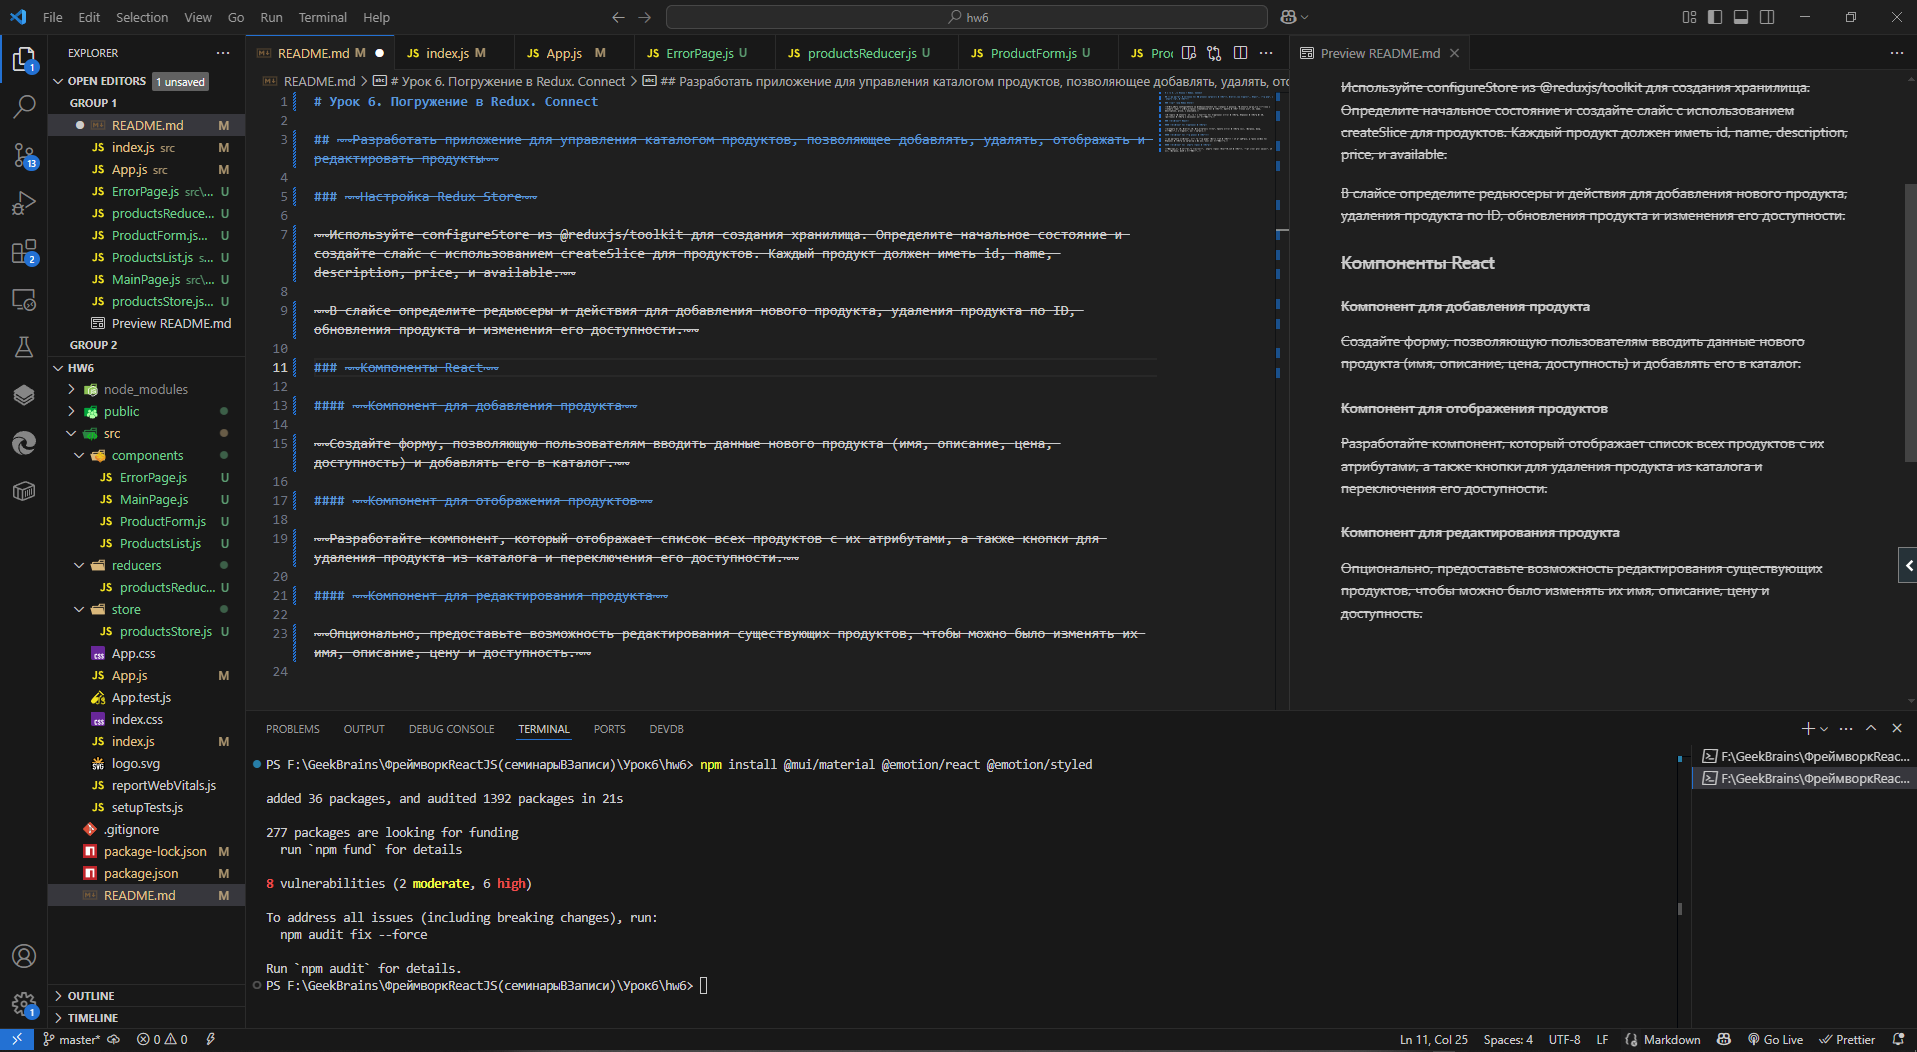 File Edit Selection View Go Run Terminal Help
hw6
EXPLORER
OPEN EDITORS 1 unsaved
GROUP 1
README.md M
index.js src M
App.js src M
ErrorPage.js src\... U
productsReduce... U
ProductForm.js... U
ProductsList.js s... U
MainPage.js src\... U
productsStore.js... U
Preview README.md
GROUP 2
HW6
node_modules
public
src
components
ErrorPage.js U
MainPage.js U
ProductForm.js U
ProductsList.js U
reducers
productsReduc... U
store
productsStore.js U
App.css
App.js M
App.test.js
index.css
index.js M
logo.svg
reportWebVitals.js
setupTests.js
.gitignore
package-lock.json M
package.json M
README.md M
OUTLINE
TIMELINE
README.md M index.js M App.js M ErrorPage.js U productsReducer.js U ProductForm.js U Proc
README.md > # Урок 6. Погружение в Redux. Connect > ## Разработать приложение для управления каталогом продуктов, позволяющее добавлять, удалять, ото
1 # Урок 6. Погружение в Redux. Connect
2
3 ## ~~Разработать приложение для управления каталогом продуктов, позволяющее добавлять, удалять, отображать и
редактировать продукты~~
4
5 ### ~~Настройка Redux Store~~
6
7 ~~Используйте configureStore из @reduxjs/toolkit для создания хранилища. Определите начальное состояние и
создайте слайс с использованием createSlice для продуктов. Каждый продукт должен иметь id, name,
description, price, и available.~~
8
9 ~~В слайсе определите редьюсеры и действия для добавления нового продукта, удаления продукта по ID,
обновления продукта и изменения его доступности.~~
10
11 ### ~~Компоненты React~~
12
13 #### ~~Компонент для добавления продукта~~
14
15 ~~Создайте форму, позволяющую пользователям вводить данные нового продукта (имя, описание, цена,
доступность) и добавлять его в каталог.~~
16
17 #### ~~Компонент для отображения продуктов~~
18
19 ~~Разработайте компонент, который отображает список всех продуктов с их атрибутами, а также кнопки для
удаления продукта из каталога и переключения его доступности.~~
20
21 #### ~~Компонент для редактирования продукта~~
22
23 ~~Опционально, предоставьте возможность редактирования существующих продуктов, чтобы можно было изменять их
имя, описание, цену и доступность.~~
24
Preview README.md
Используйте configureStore из @reduxjs/toolkit для создания хранилища.
Определите начальное состояние и создайте слайс с использованием
createSlice для продуктов. Каждый продукт должен иметь id, name, description,
price, и available.
В слайсе определите редьюсеры и действия для добавления нового продукта,
удаления продукта по ID, обновления продукта и изменения его доступности.
Компоненты React
Компонент для добавления продукта
Создайте форму, позволяющую пользователям вводить данные нового
продукта (имя, описание, цена, доступность) и добавлять его в каталог.
Компонент для отображения продуктов
Разработайте компонент, который отображает список всех продуктов с их
атрибутами, а также кнопки для удаления продукта из каталога и
переключения его доступности.
Компонент для редактирования продукта
Опционально, предоставьте возможность редактирования существующих
продуктов, чтобы можно было изменять их имя, описание, цену и
доступность.
PROBLEMS OUTPUT DEBUG CONSOLE TERMINAL PORTS DEVDB
PS F:\GeekBrains\ФреймворкReactJS(семинарыВЗаписи)\Урок6\hw6> npm install @mui/material @emotion/react @emotion/styled
added 36 packages, and audited 1392 packages in 21s
277 packages are looking for funding
run `npm fund` for details
8 vulnerabilities (2 moderate, 6 high)
To address all issues (including breaking changes), run:
npm audit fix --force
Run `npm audit` for details.
PS F:\GeekBrains\ФреймворкReactJS(семинарыВЗаписи)\Урок6\hw6>
F:\GeekBrains\ФреймворкReac...
F:\GeekBrains\ФреймворкReac...
1
13
2
1
master* 0 0 Ln 11, Col 25 Spaces: 4 UTF-8 LF Markdown Go Live Prettier